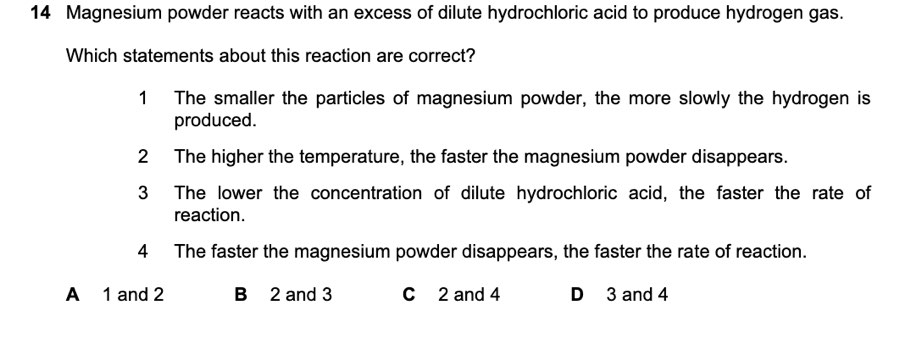 14 Magnesium powder reacts with an excess of dilute hydrochloric acid to produce hydrogen gas.
Which statements about this reaction are correct?
1 The smaller the particles of magnesium powder, the more slowly the hydrogen is
produced.
2 The higher the temperature, the faster the magnesium powder disappears.
3 The lower the concentration of dilute hydrochloric acid, the faster the rate of
reaction.
4 The faster the magnesium powder disappears, the faster the rate of reaction.
A 1 and 2 B 2 and 3 C 2 and 4 D 3 and 4